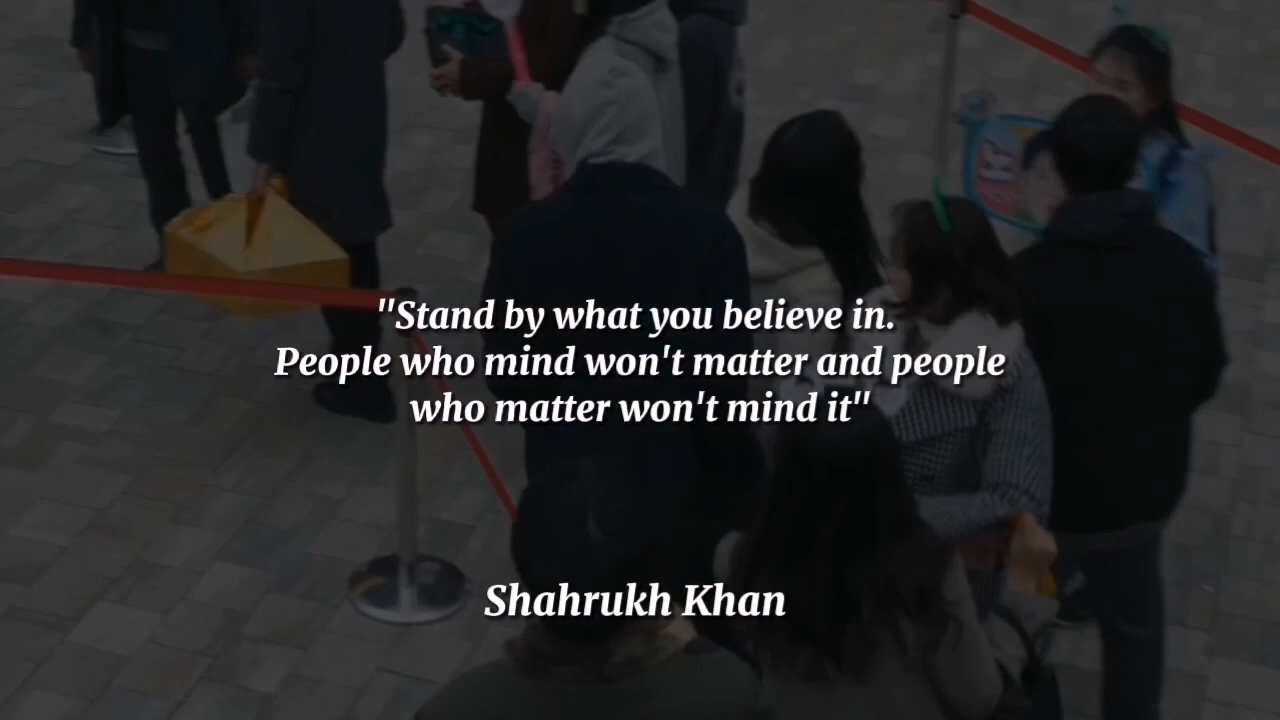 "Stand by what you believe in.
People who mind won't matter and people
who matter won't mind it"
Shahrukh Khan